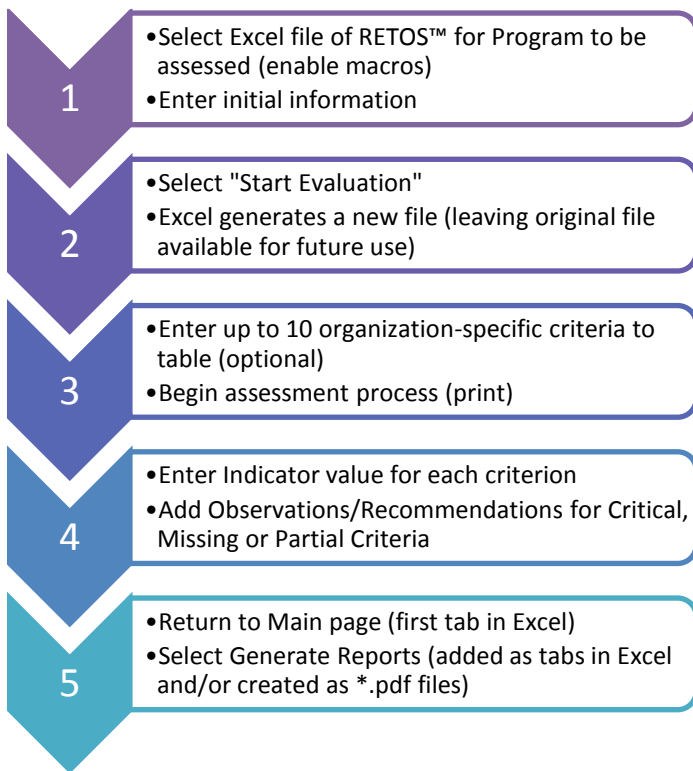 1
•Select Excel file of RETOS™ for Program to be
assessed (enable macros)
•Enter initial information
2
•Select "Start Evaluation"
•Excel generates a new file (leaving original file
available for future use)
3
•Enter up to 10 organization-specific criteria to
table (optional)
•Begin assessment process (print)
4
•Enter Indicator value for each criterion
•Add Observations/Recommendations for Critical,
Missing or Partial Criteria
5
•Return to Main page (first tab in Excel)
•Select Generate Reports (added as tabs in Excel
and/or created as *.pdf files)